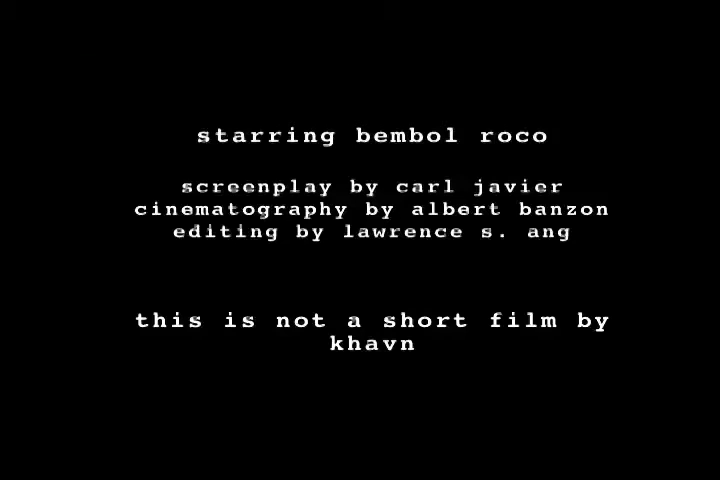 starring bembol roco
screenplay by carl javier
cinematography by albert banzon
editing by lawrence s. ang
this is not a short film by
khavn